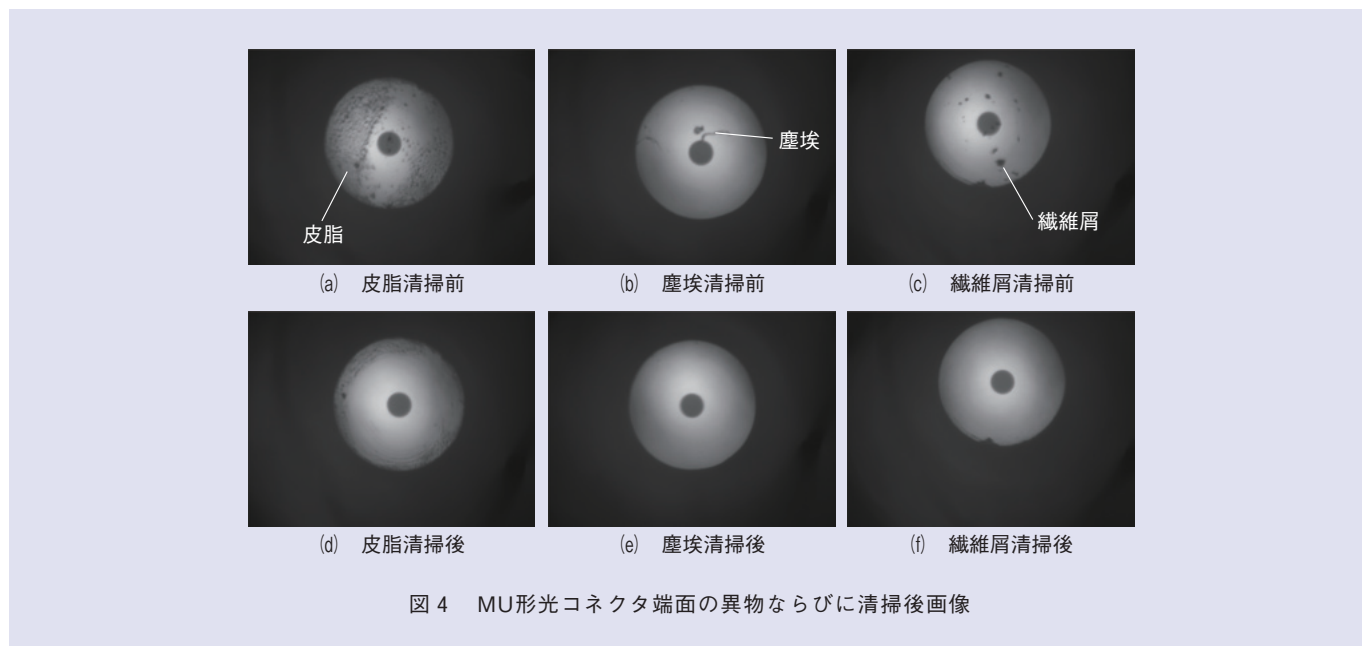 皮脂
塵埃
繊維屑
(a) 皮脂清掃前
(b) 塵埃清掃前
(c) 繊維屑清掃前
(d) 皮脂清掃後
(e) 塵埃清掃後
(f) 繊維屑清掃後
図4 MU形光コネクタ端面の異物ならびに清掃後画像